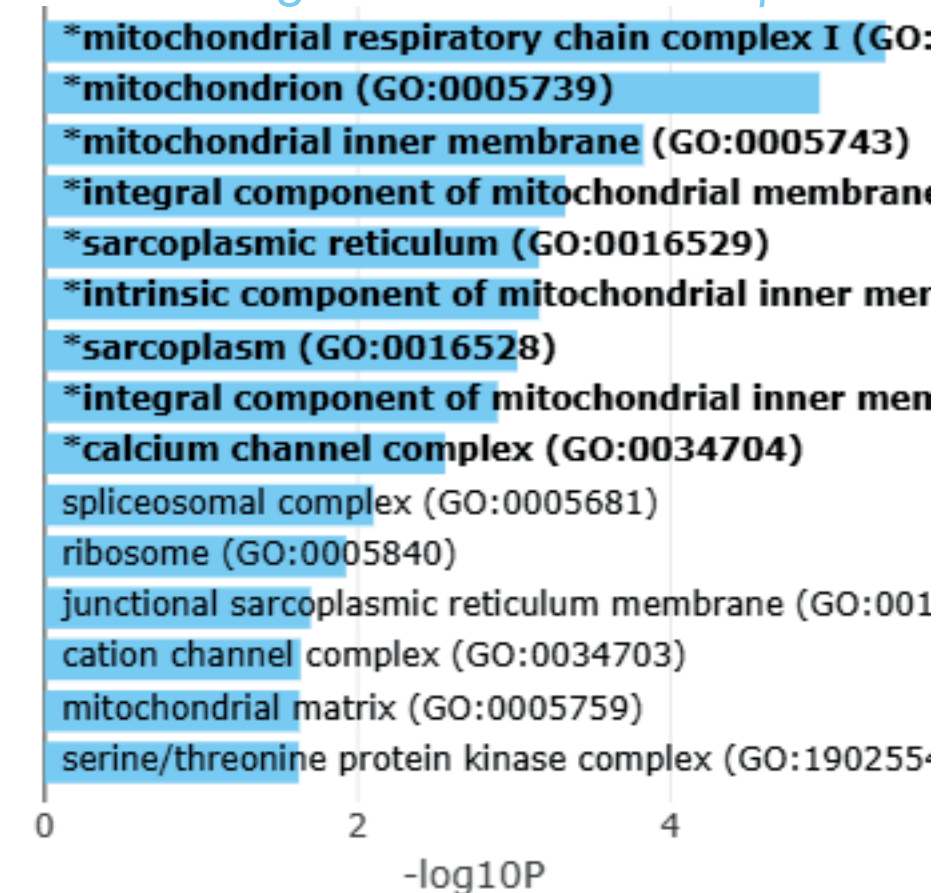 *mitochondrial respiratory chain complex I (GO:
*mitochondrion (GO:0005739)
*mitochondrial inner membrane (GO:0005743)
*integral component of mitochondrial membrane
*sarcoplasmic reticulum (GO:0016529)
*intrinsic component of mitochondrial inner mem
*sarcoplasm (GO:0016528)
*integral component of mitochondrial inner mem
*calcium channel complex (GO:0034704)
spliceosomal complex (GO:0005681)
ribosome (GO:0005840)
junctional sarcoplasmic reticulum membrane (GO:001
cation channel complex (GO:0034703)
mitochondrial matrix (GO:0005759)
serine/threonine protein kinase complex (GO:1902554
0 2 4
-log10P